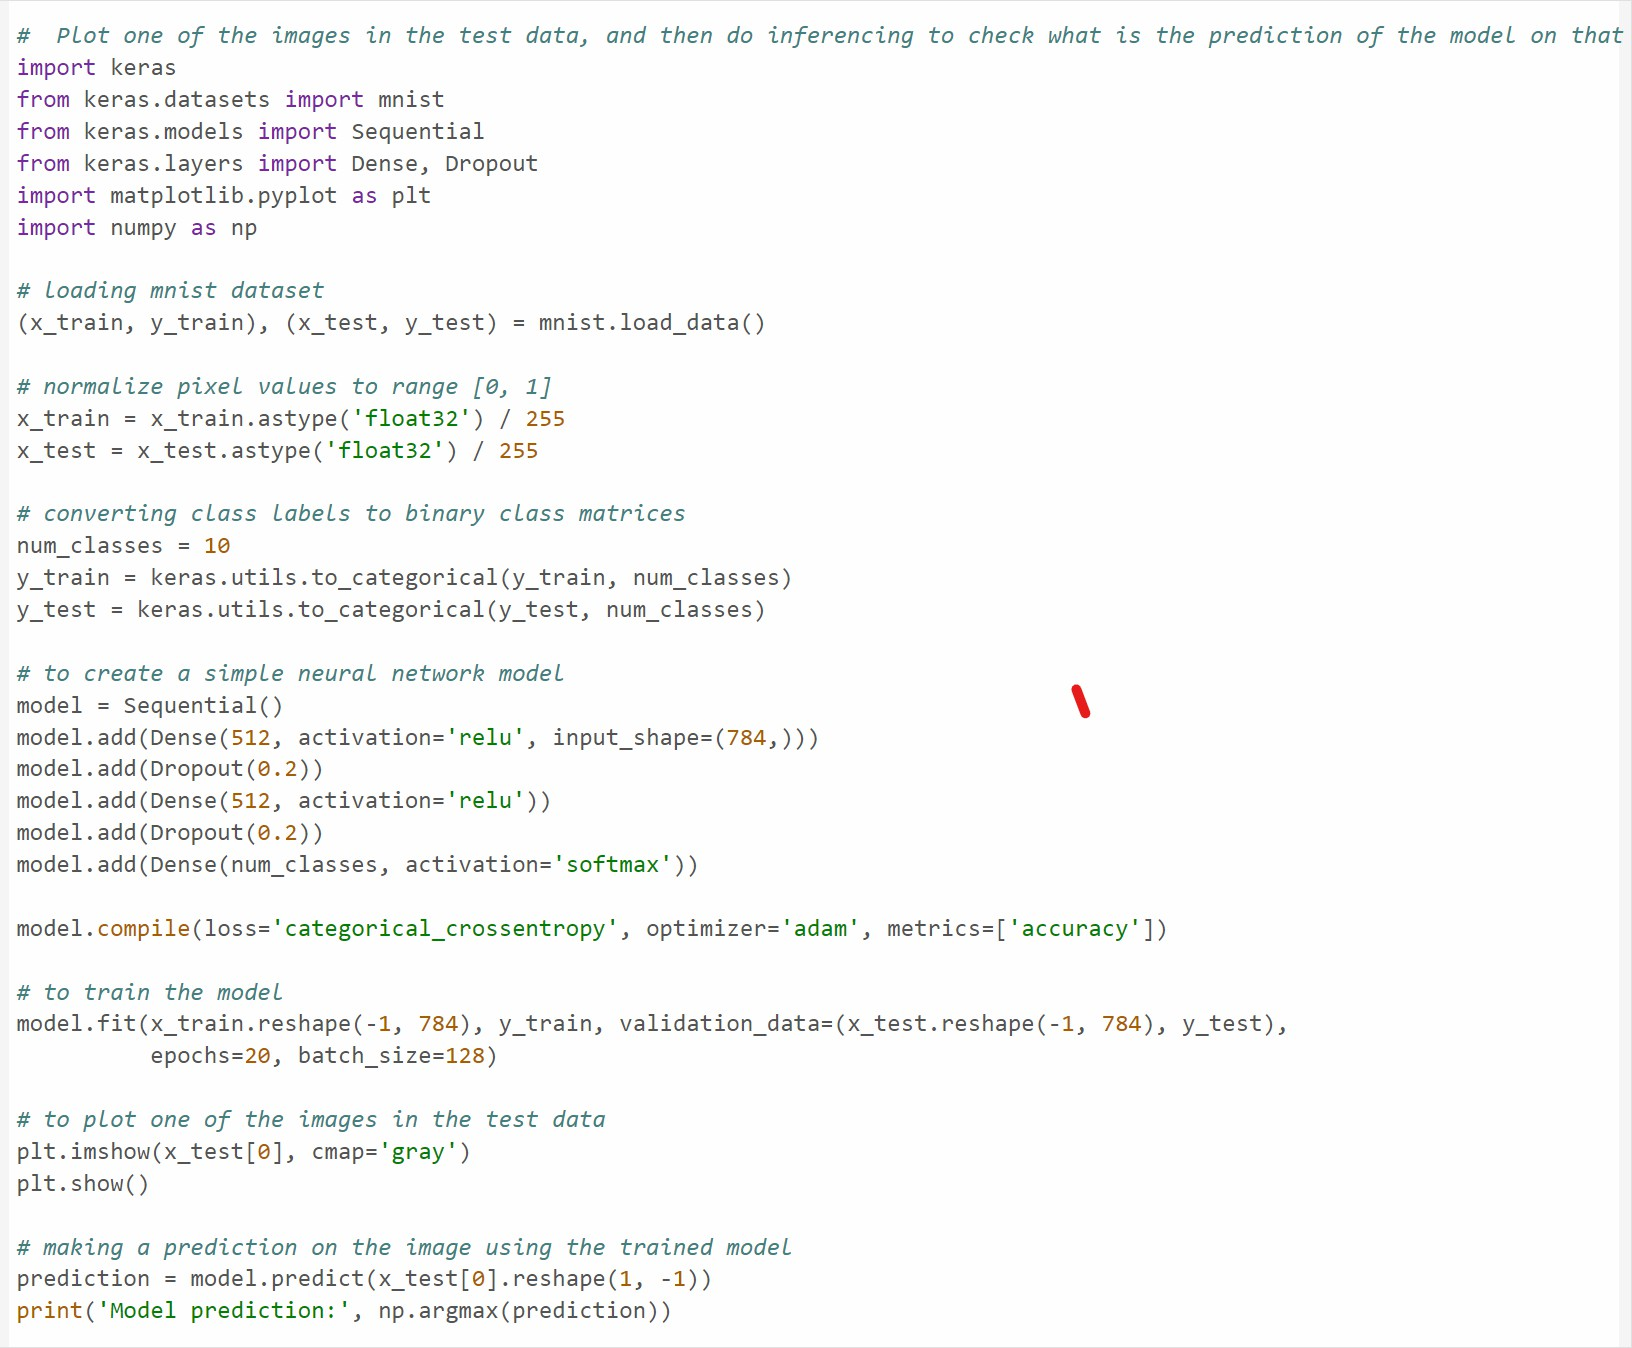 #  Plot one of the images in the test data, and then do inferencing to check what is the prediction of the model on that
import keras
from keras.datasets import mnist
from keras.models import Sequential
from keras.layers import Dense, Dropout
import matplotlib.pyplot as plt
import numpy as np
# loading mnist dataset
(x_train, y_train), (x_test, y_test) = mnist.load_data()
# normalize pixel values to range [0, 1]
x_train = x_train.astype('float32') / 255
x_test = x_test.astype('float32') / 255
# converting class labels to binary class matrices
num_classes = 10
y_train = keras.utils.to_categorical(y_train, num_classes)
y_test = keras.utils.to_categorical(y_test, num_classes)
# to create a simple neural network model
model = Sequential()
model.add(Dense(512, activation='relu', input_shape=(784,)))
model.add(Dropout(0.2))
model.add(Dense(512, activation='relu'))
model.add(Dropout(0.2))
model.add(Dense(num_classes, activation='softmax'))
model.compile(loss='categorical_crossentropy', optimizer='adam', metrics=['accuracy'])
# to train the model
model.fit(x_train.reshape(-1, 784), y_train, validation_data=(x_test.reshape(-1, 784), y_test),
          epochs=20, batch_size=128)
# to plot one of the images in the test data
plt.imshow(x_test[0], cmap='gray')
plt.show()
# making a prediction on the image using the trained model
prediction = model.predict(x_test[0].reshape(1, -1))
print('Model prediction:', np.argmax(prediction))